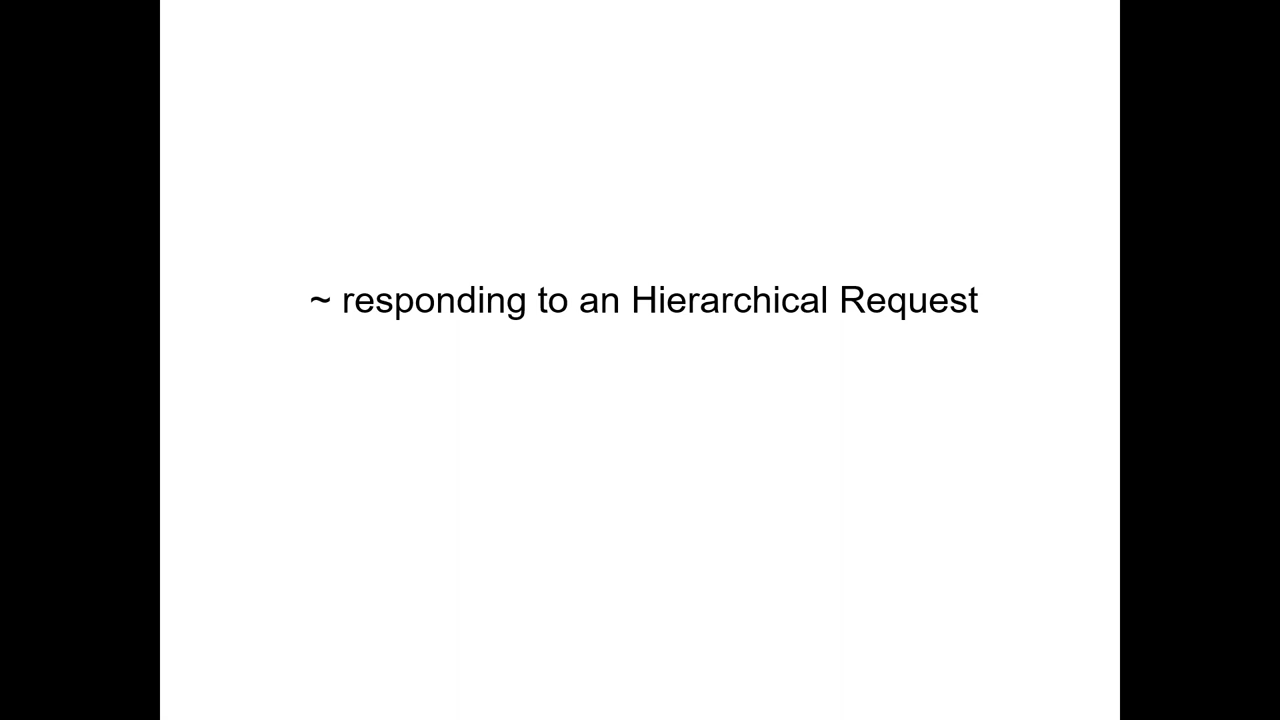 ~ responding to an Hierarchical Request